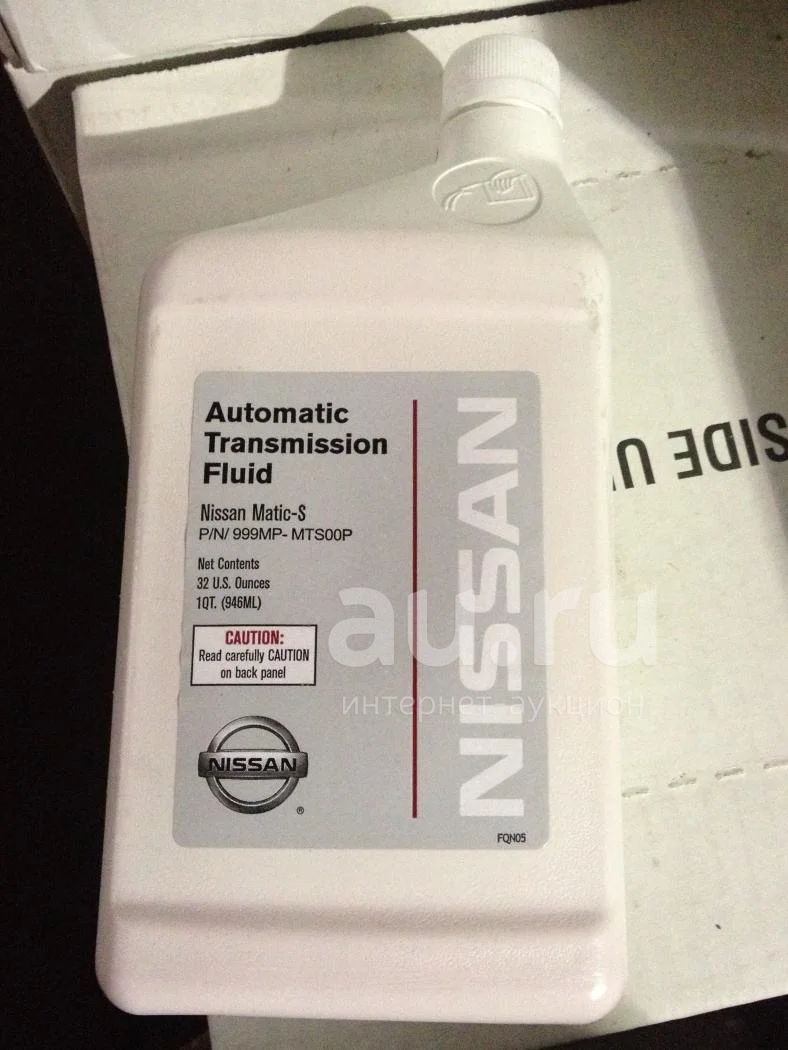 Automatic
Transmission
Fluid
Nissan Matic-S
P/N/ 999MP- MTS00P
Net Contents
32 U.S. Ounces
1QT. (946ML)
CAUTION:
Read carefully CAUTION
on back panel
NISSAN
®
NISSAN
FQN05
SIDE U
au.ru
интернет-аукцион